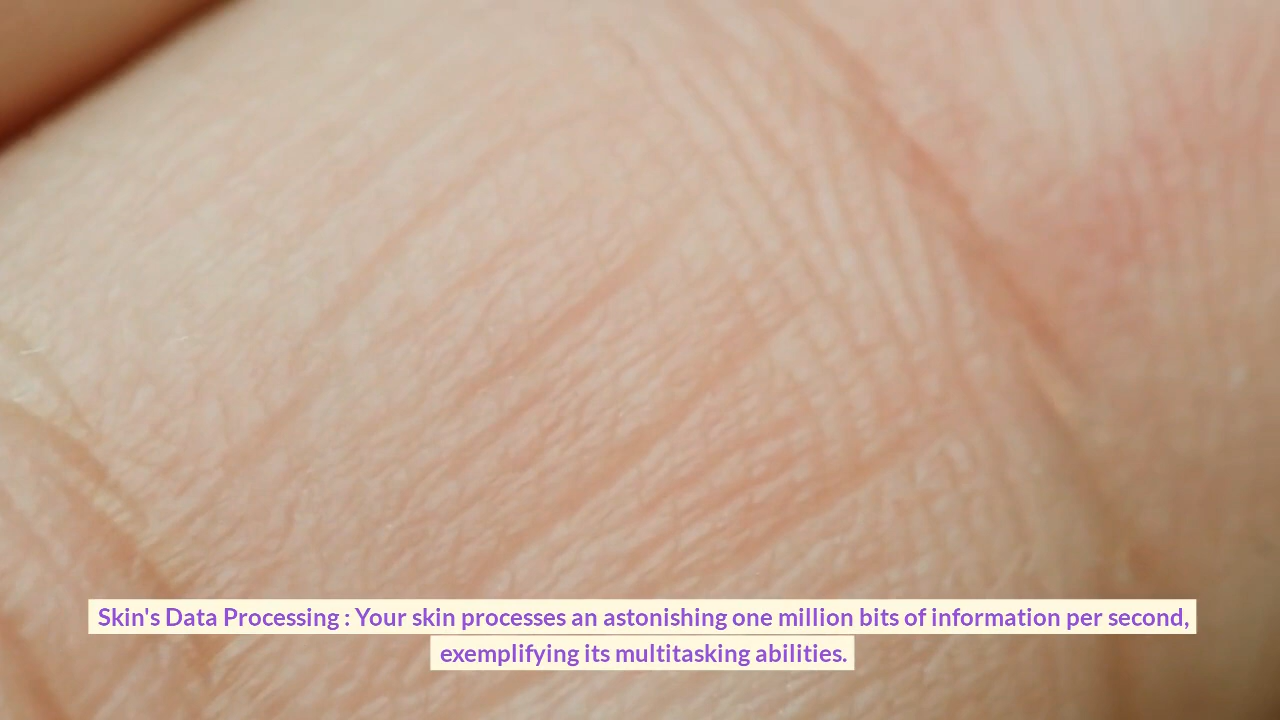 Skin's Data Processing : Your skin processes an astonishing one million bits of information per second,
exemplifying its multitasking abilities.